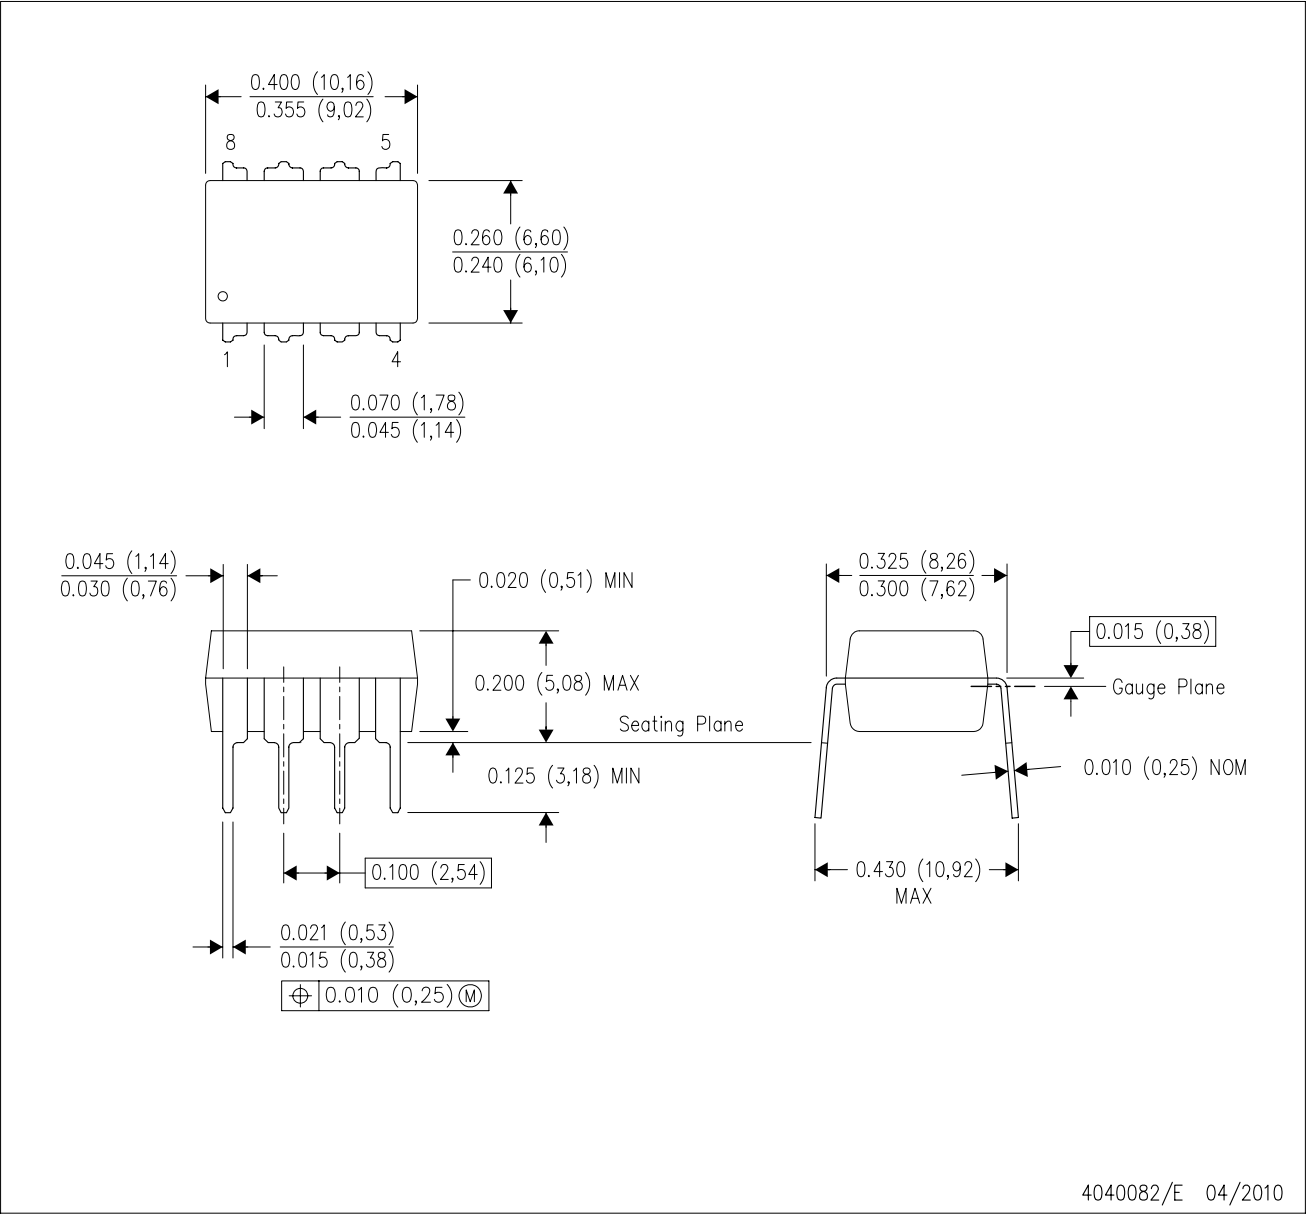 0.400 (10,16)
0.355 (9,02)
8
5
0.260 (6,60)
0.240 (6,10)
1
4
0.070 (1,78)
0.045 (1,14)
0.045 (1,14)
0.030 (0,76)
0.020 (0,51) MIN
0.200 (5,08) MAX
Seating Plane
0.125 (3,18) MIN
0.100 (2,54)
0.021 (0,53)
0.015 (0,38)
⌖ 0.010 (0,25) Ⓜ
0.325 (8,26)
0.300 (7,62)
0.015 (0,38)
Gauge Plane
0.010 (0,25) NOM
0.430 (10,92)
MAX
4040082/E 04/2010